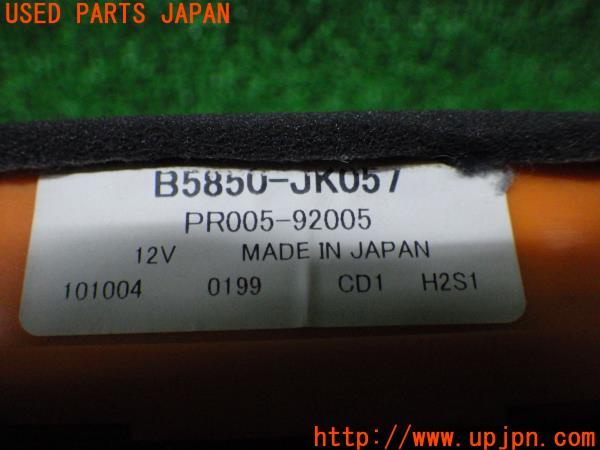 USED PARTS JAPAN
B5850-JK057
PR005-92005
12V MADE IN JAPAN
101004 0199 CD1 H2S1
http://www.upjpn.com/